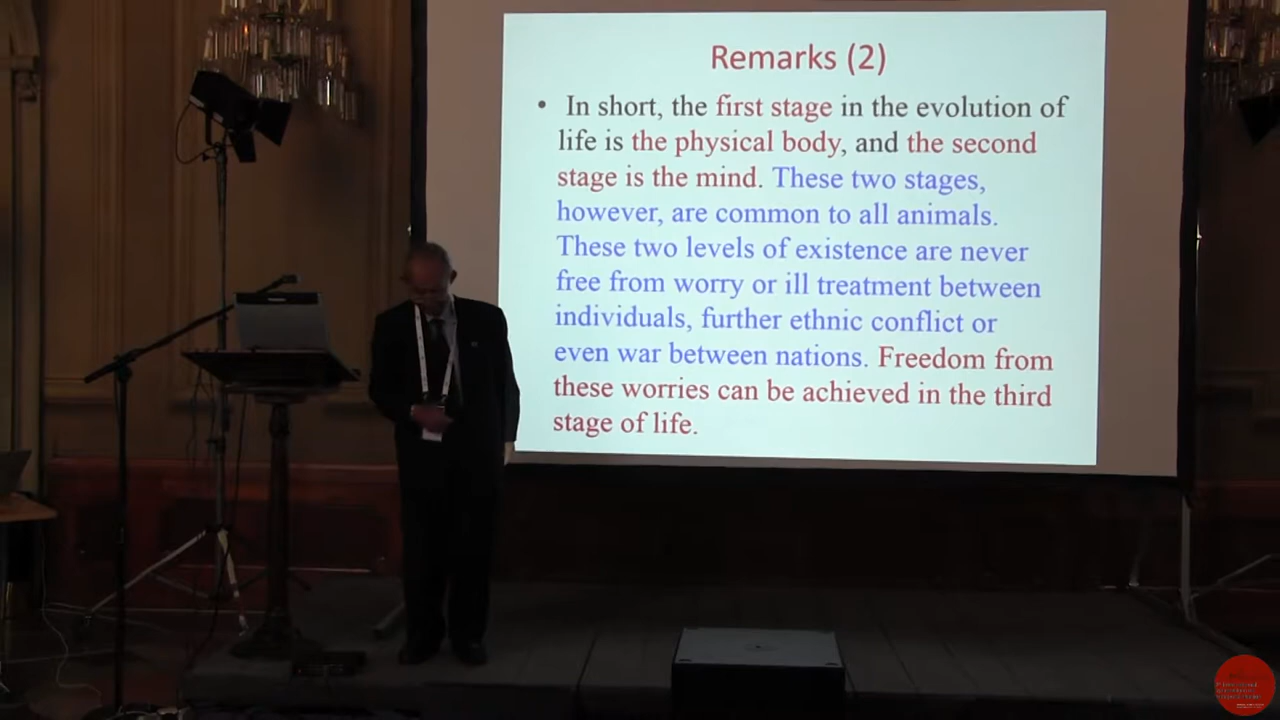 Remarks (2)
• In short, the first stage in the evolution of
life is the physical body, and the second
stage is the mind. These two stages,
however, are common to all animals.
These two levels of existence are never
free from worry or ill treatment between
individuals, further ethnic conflict or
even war between nations. Freedom from
these worries can be achieved in the third
stage of life.